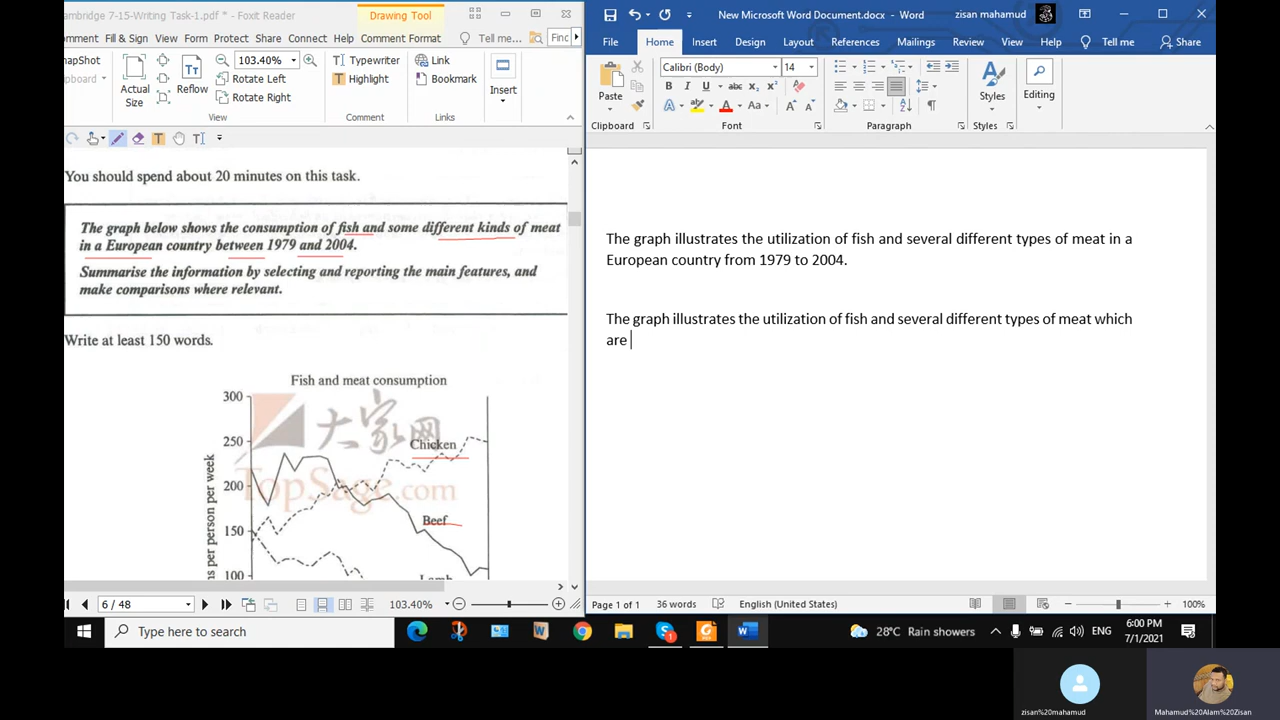 ambridge 7-15-Writing Task-1.pdf * - Foxit Reader
Drawing Tool
omment Fill & Sign View Form Protect Share Connect Help Comment Format Tell me... Finc
napShot
pboard
Actual Size
Reflow
103.40%
Rotate Left
Rotate Right
View
Typewriter
Highlight
Comment
Link
Bookmark
Links
Insert
You should spend about 20 minutes on this task.
The graph below shows the consumption of fish and some different kinds of meat
in a European country between 1979 and 2004.
Summarise the information by selecting and reporting the main features, and
make comparisons where relevant.
Write at least 150 words.
Fish and meat consumption
300
250
200
150
100
ns per person per week
Chicken
Beef
Lamb
大家网
TopSage.com
6 / 48
103.40%
New Microsoft Word Document.docx - Word
zisan mahamud
File Home Insert Design Layout References Mailings Review View Help Tell me Share
Paste
Clipboard
Calibri (Body) 14
B I U abc x₂ x²
A A Aa A A
Font
Paragraph
Styles
Styles
Editing
The graph illustrates the utilization of fish and several different types of meat in a
European country from 1979 to 2004.
The graph illustrates the utilization of fish and several different types of meat which
are
Page 1 of 1 36 words English (United States) 100%
Type here to search
28°C Rain showers
ENG
6:00 PM
7/1/2021
zisan%20mahamud
Mahamud%20Alam%20Zisan